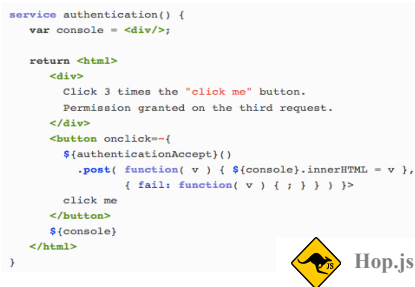 service authentication() {
   var console = <div/>;

   return <html>
      <div>
        Click 3 times the "click me" button.
        Permission granted on the third request.
      </div>
      <button onclick=~{
        ${authenticationAccept}()
          .post( function( v ) { ${console}.innerHTML = v },
                 { fail: function( v ) { ; } } ) }>
        click me
      </button>
      ${console}
   </html>
}
JS
Hop.js